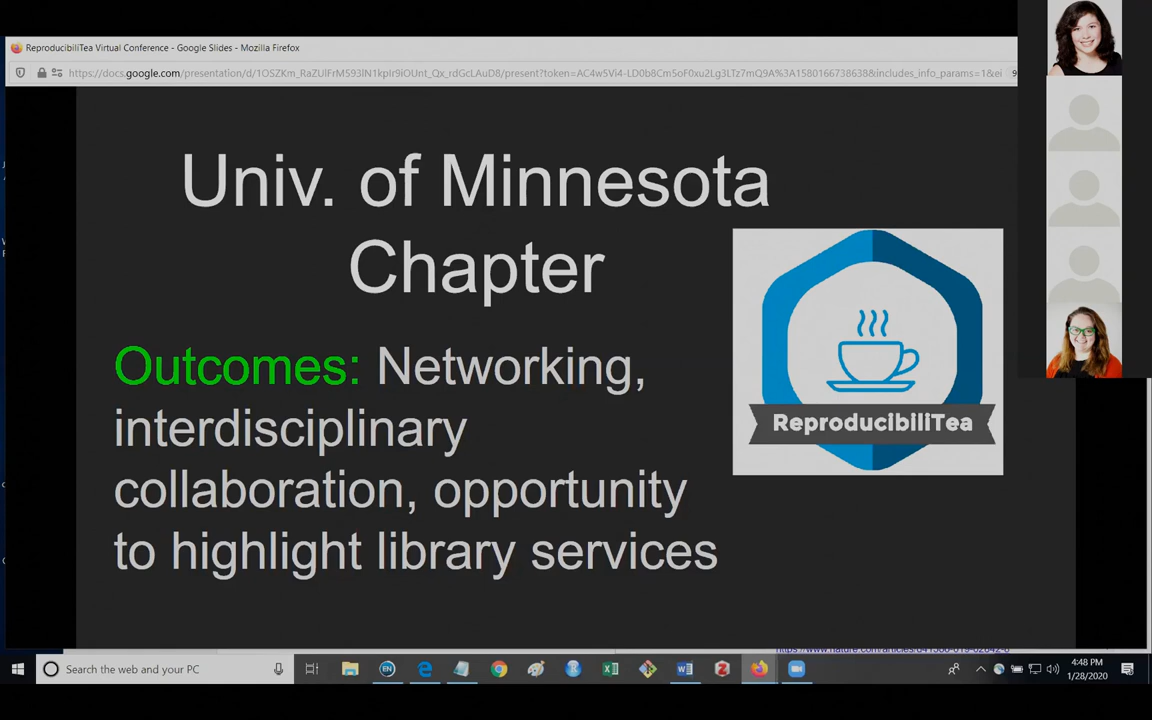 ReproducibiliTea Virtual Conference - Google Slides - Mozilla Firefox
Univ. of Minnesota
Chapter
Outcomes: Networking,
interdisciplinary
collaboration, opportunity
to highlight library services
ReproducibiliTea
Search the web and your PC
EN
4:48 PM
1/28/2020